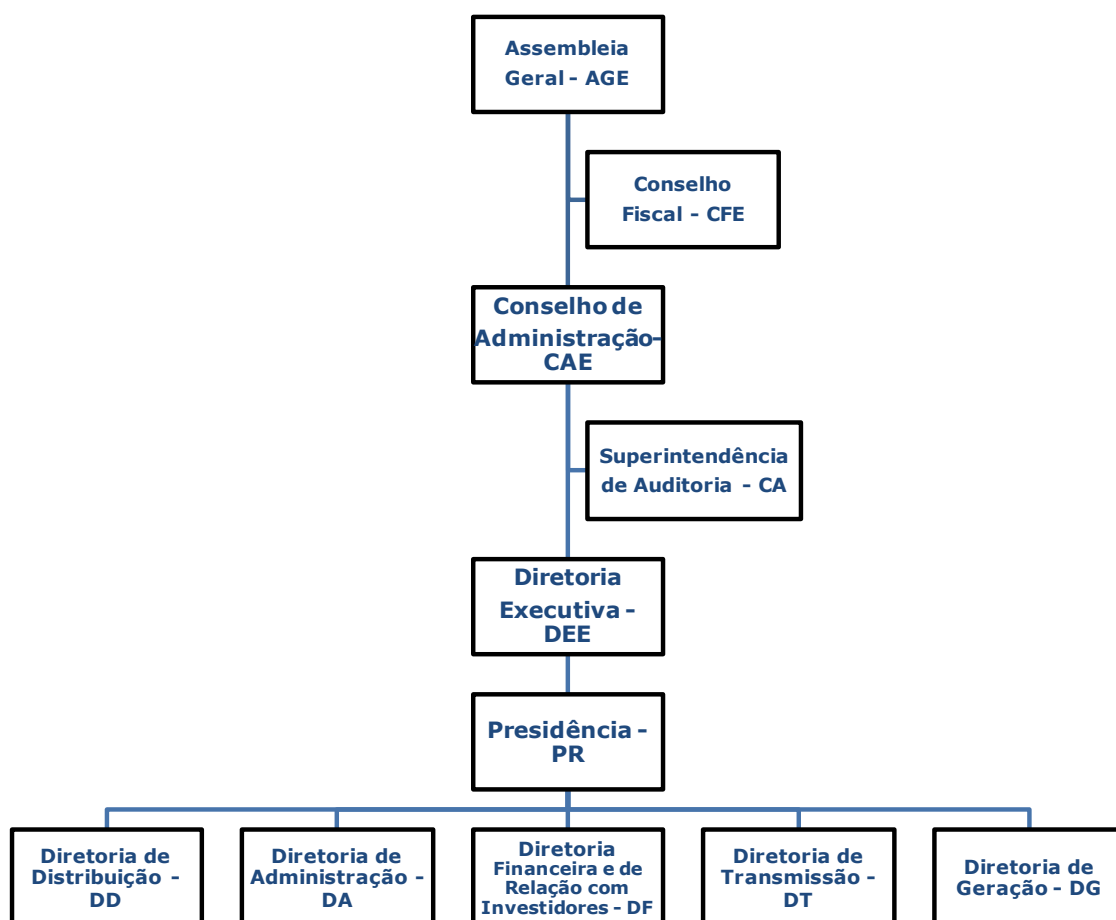 Assembleia
Geral - AGE
Conselho
Fiscal - CFE
Conselho de
Administração-
CAE
Superintendência
de Auditoria - CA
Diretoria
Executiva -
DEE
Presidência -
PR
Diretoria de
Distribuição -
DD
Diretoria de
Administração -
DA
Diretoria
Financeira e de
Relação com
Investidores - DF
Diretoria de
Transmissão -
DT
Diretoria de
Geração - DG